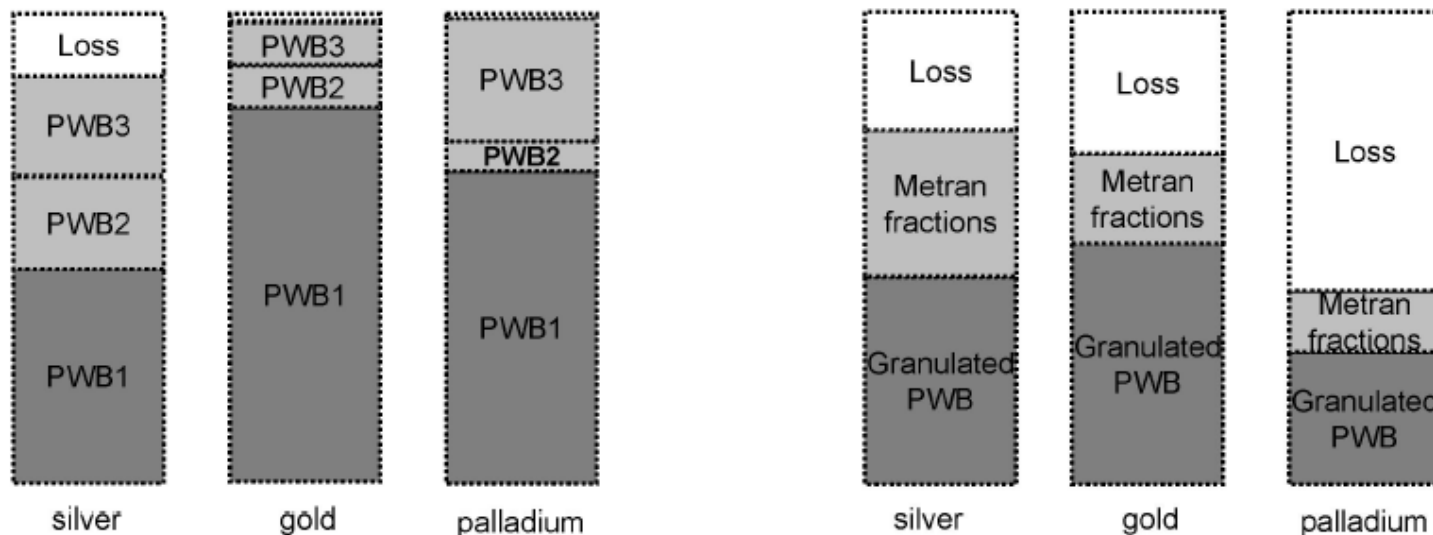 Loss
PWB3
PWB2
PWB1
silver
PWB3
PWB2
PWB1
gold
PWB3
PWB2
PWB1
palladium
Loss
Metran
fractions
Granulated
PWB
silver
Loss
Metran
fractions
Granulated
PWB
gold
Loss
Metran
fractions
Granulated
PWB
palladium